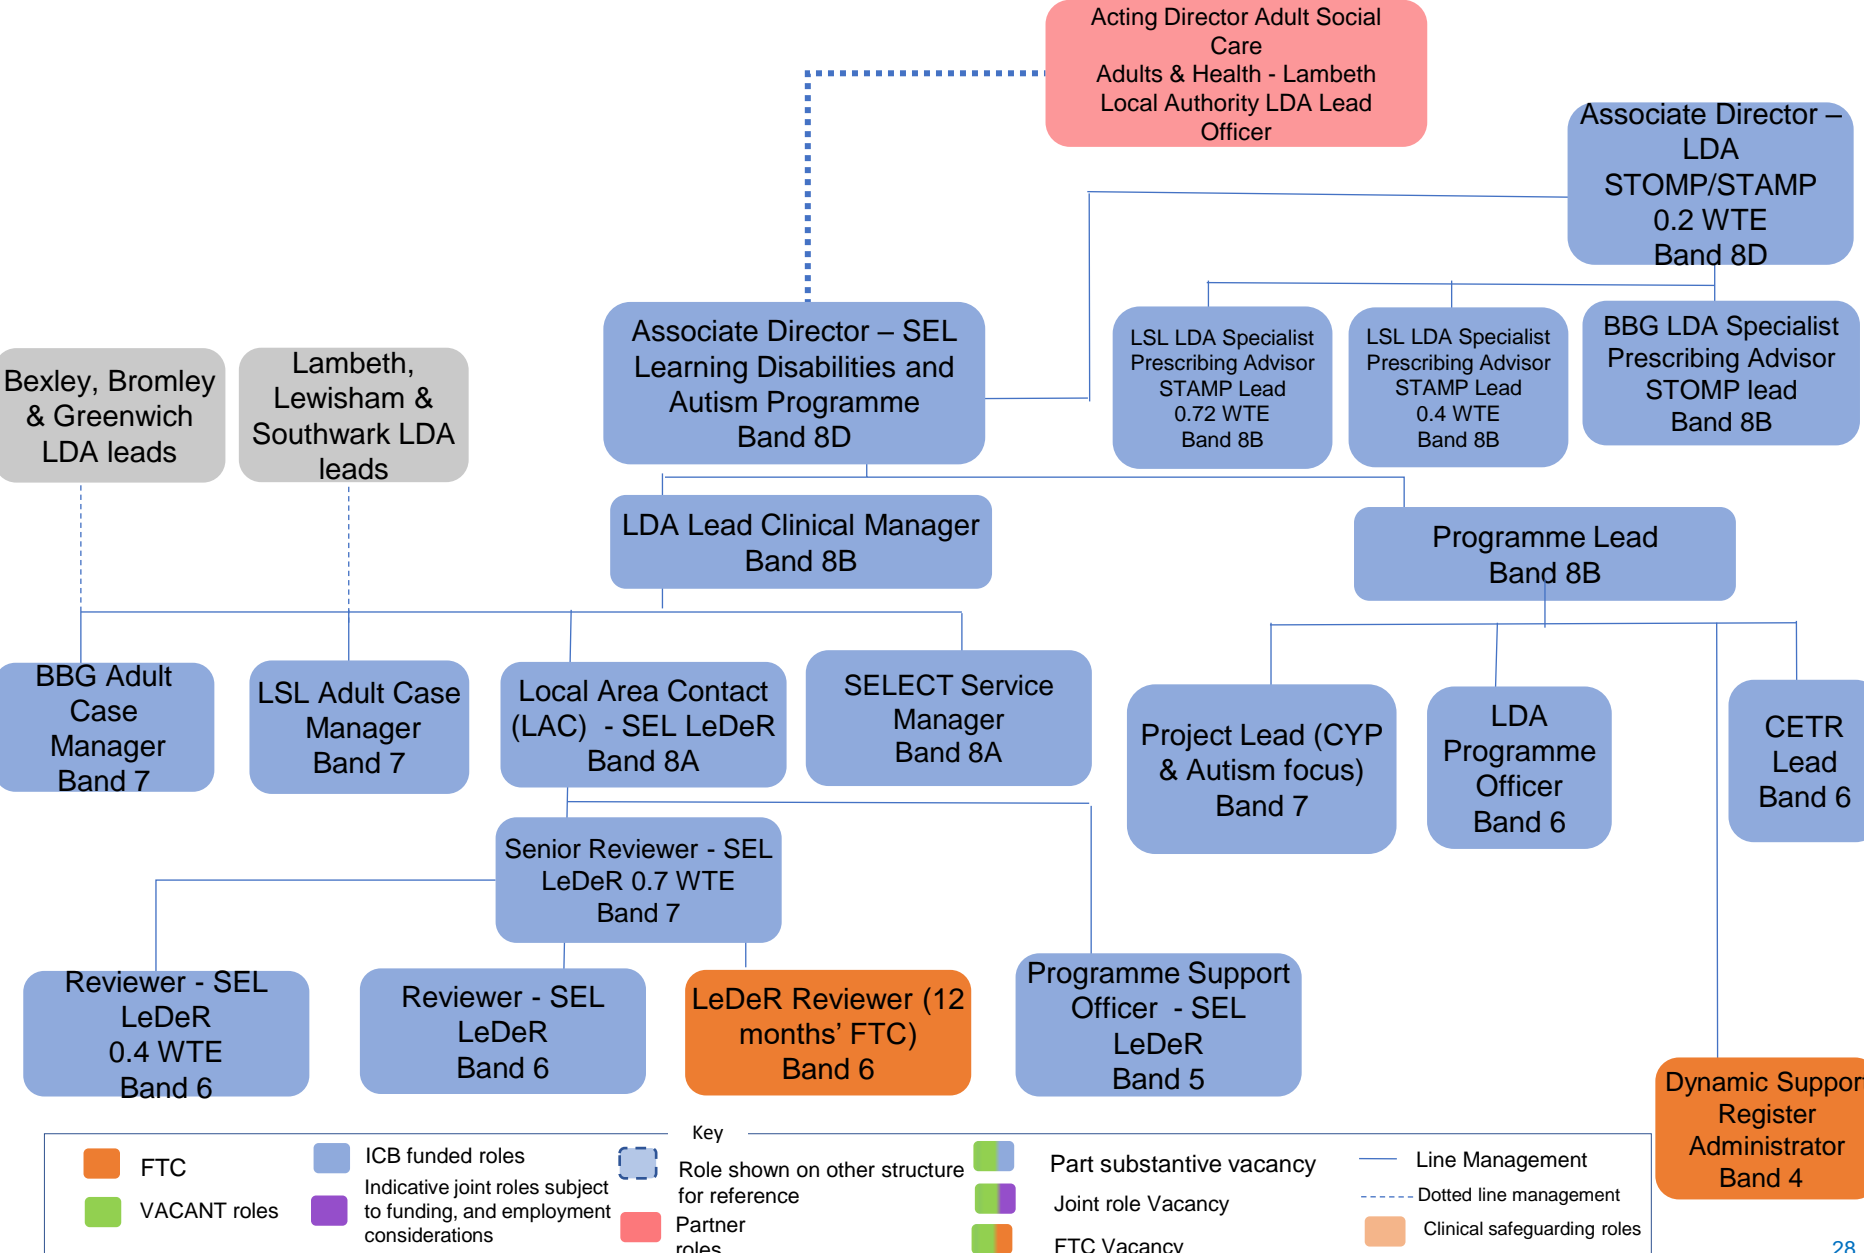 Acting Director Adult Social
Care
Adults & Health - Lambeth
Local Authority LDA Lead
Officer
Associate Director –
LDA
STOMP/STAMP
0.2 WTE
Band 8D
Associate Director – SEL
Learning Disabilities and
Autism Programme
Band 8D
LSL LDA Specialist
Prescribing Advisor
STAMP Lead
0.72 WTE
Band 8B
LSL LDA Specialist
Prescribing Advisor
STAMP Lead
0.4 WTE
Band 8B
BBG LDA Specialist
Prescribing Advisor
STOMP lead
Band 8B
Bexley, Bromley
& Greenwich
LDA leads
Lambeth,
Lewisham &
Southwark LDA
leads
LDA Lead Clinical Manager
Band 8B
Programme Lead
Band 8B
BBG Adult
Case
Manager
Band 7
LSL Adult Case
Manager
Band 7
Local Area Contact
(LAC)  - SEL LeDeR
Band 8A
SELECT Service
Manager
Band 8A
Project Lead (CYP
& Autism focus)
Band 7
LDA
Programme
Officer
Band 6
CETR
Lead
Band 6
Senior Reviewer - SEL
LeDeR 0.7 WTE
Band 7
Reviewer - SEL
LeDeR
0.4 WTE
Band 6
Reviewer - SEL
LeDeR
Band 6
LeDeR Reviewer (12
months’ FTC)
Band 6
Programme Support
Officer  - SEL
LeDeR
Band 5
Dynamic Support
Register
Administrator
Band 4
Key
FTC
VACANT roles
ICB funded roles
Indicative joint roles subject
to funding, and employment
considerations
Role shown on other structure
for reference
Partner
roles
Part substantive vacancy
Joint role Vacancy
FTC Vacancy
Line Management
Dotted line management
Clinical safeguarding roles
28